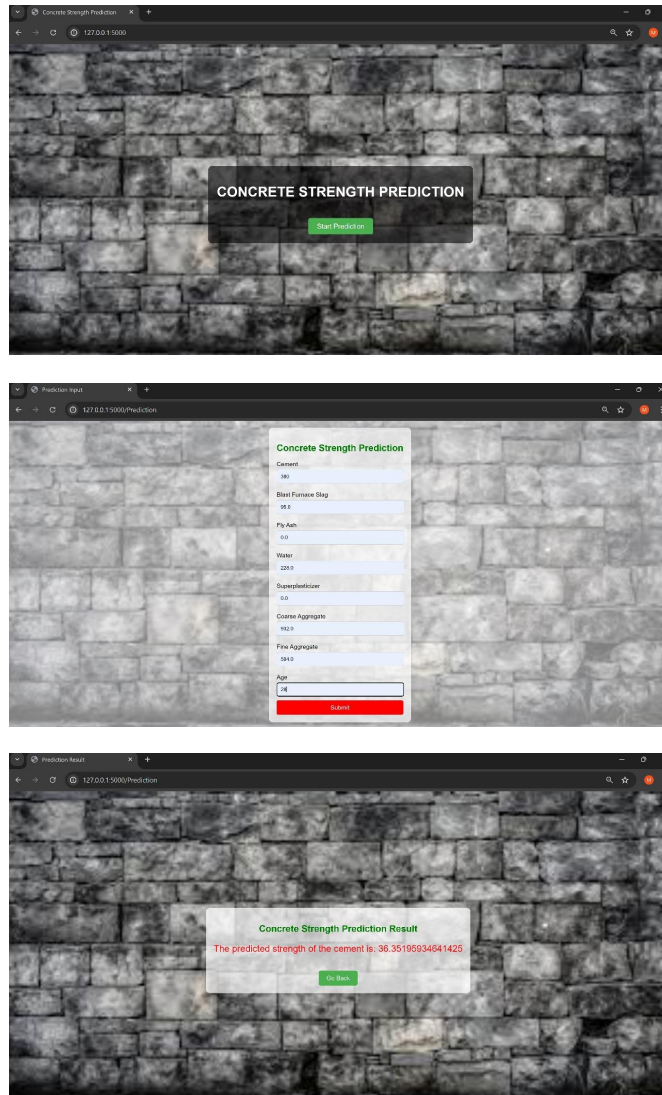 Concrete Strength Prediction
127.0.0.1:5000
M
CONCRETE STRENGTH PREDICTION
Start Prediction
Prediction Input
127.0.0.1:5000/Prediction
M
Concrete Strength Prediction
Cement
380
Blast Furnace Slag
95.0
Fly Ash
0.0
Water
228.0
Superplasticizer
0.0
Coarse Aggregate
932.0
Fine Aggregate
594.0
Age
28
Submit
Prediction Result
127.0.0.1:5000/Prediction
M
Concrete Strength Prediction Result
The predicted strength of the cement is: 36.35195934641425
Go Back